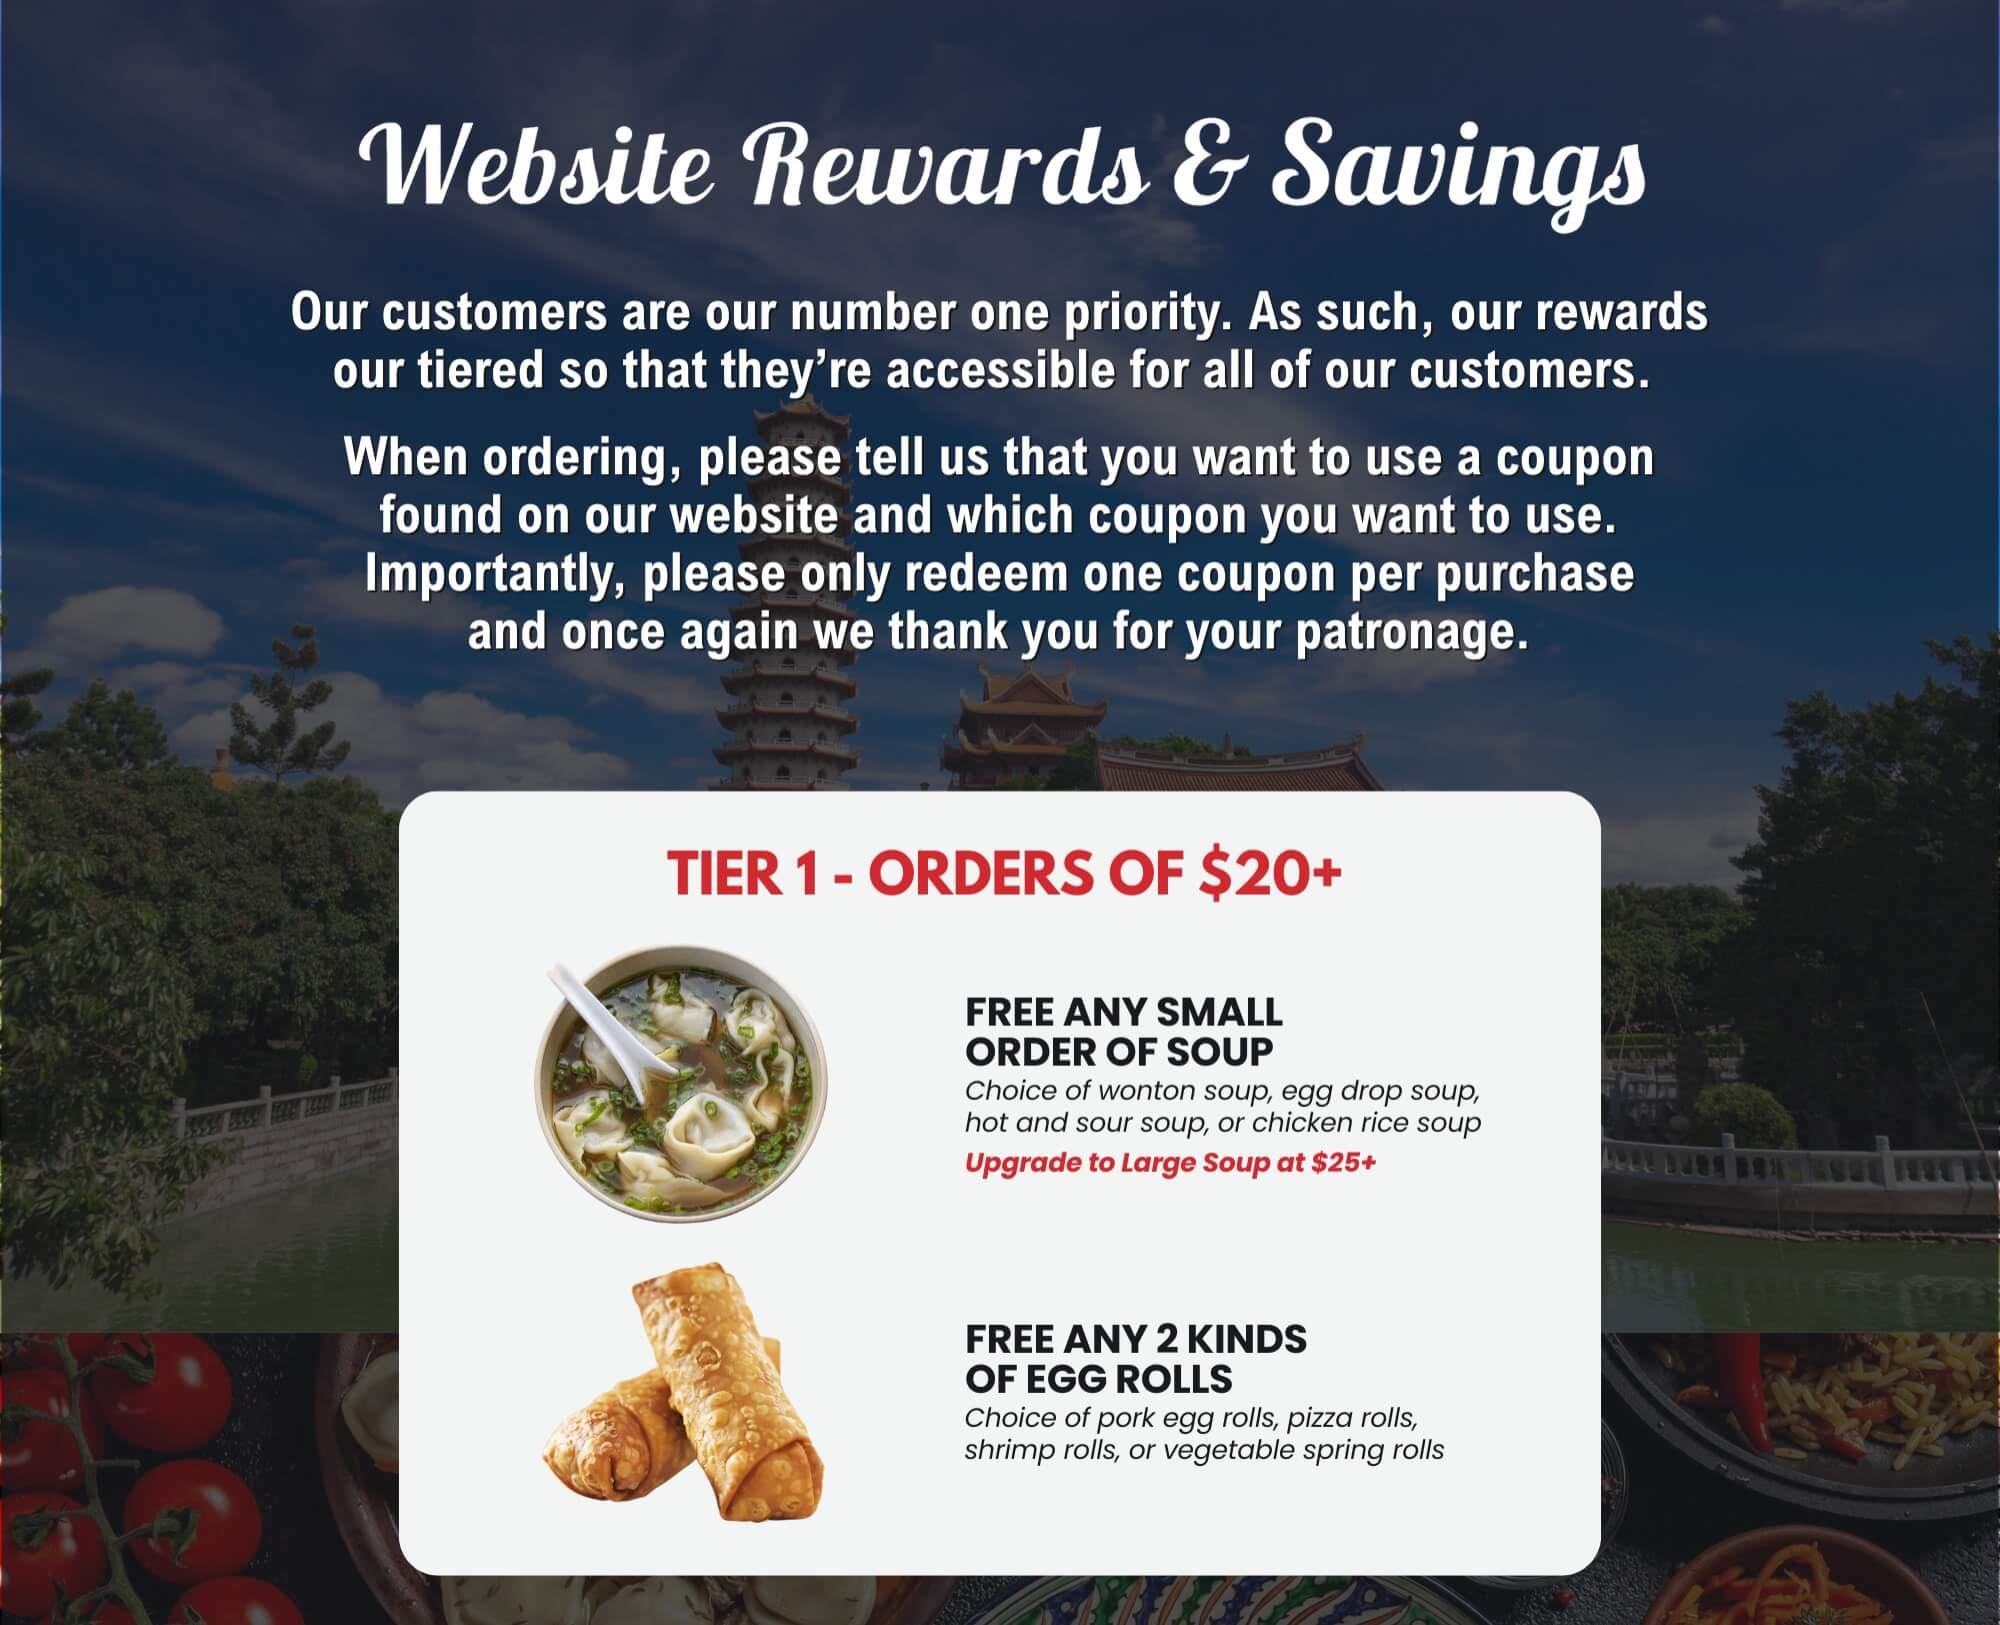 Website Rewards & Savings
Our customers are our number one priority. As such, our rewards
our tiered so that they're accessible for all of our customers.
When ordering, please tell us that you want to use a coupon
found on our website and which coupon you want to use.
Importantly, please only redeem one coupon per purchase
and once again we thank you for your patronage.
TIER 1 - ORDERS OF $20+
FREE ANY SMALL
ORDER OF SOUP
Choice of wonton soup, egg drop soup,
hot and sour soup, or chicken rice soup
Upgrade to Large Soup at $25+
FREE ANY 2 KINDS
OF EGG ROLLS
Choice of pork egg rolls, pizza rolls,
shrimp rolls, or vegetable spring rolls